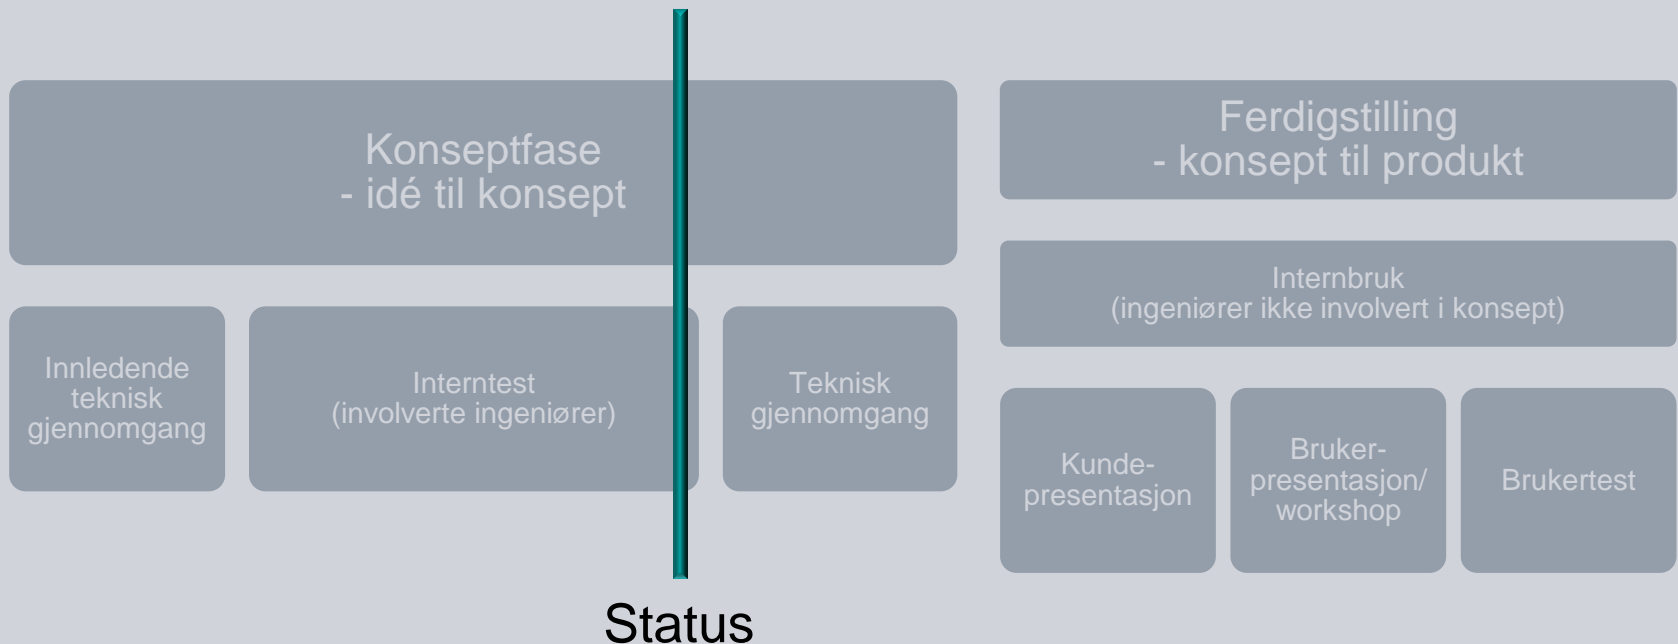 Konseptfase
- idé til konsept
Innledende
teknisk
gjennomgang
Interntest
(involverte ingeniører)
Teknisk
gjennomgang
Ferdigstilling
- konsept til produkt
Internbruk
(ingeniører ikke involvert i konsept)
Kunde-
presentasjon
Bruker-
presentasjon/
workshop
Brukertest
Status